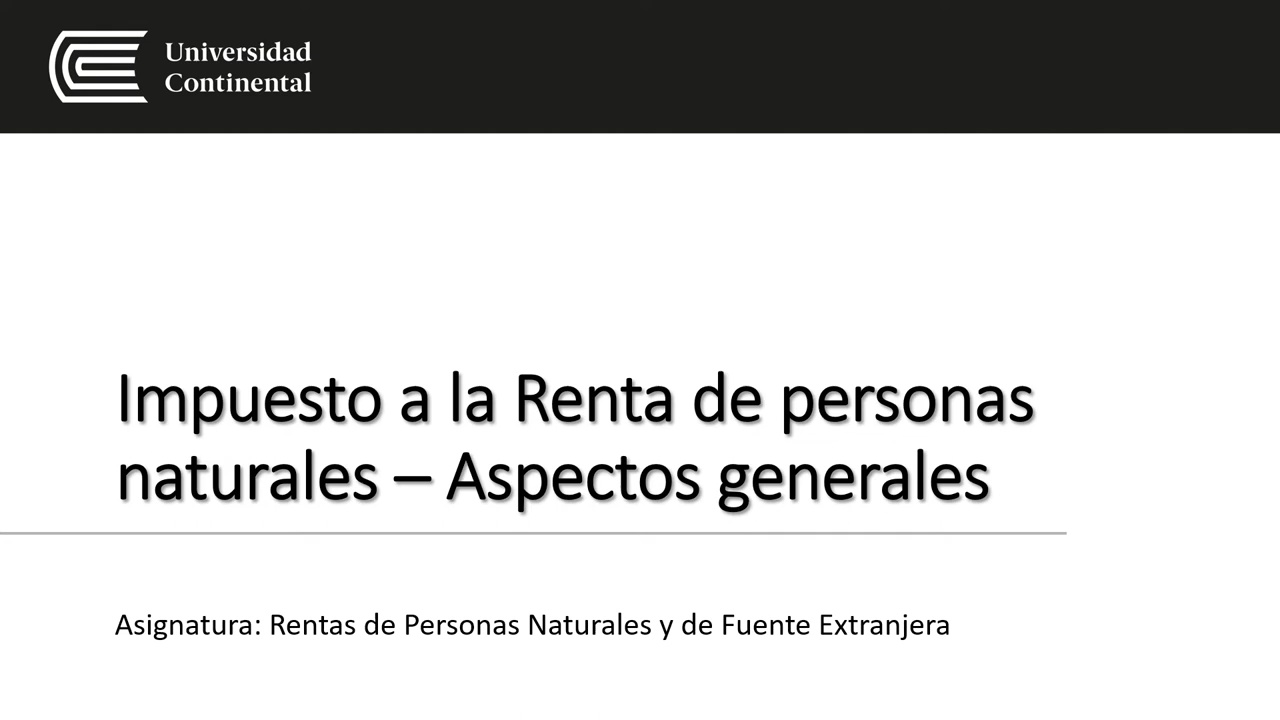 Universidad
Continental
Impuesto a la Renta de personas
naturales – Aspectos generales
Asignatura: Rentas de Personas Naturales y de Fuente Extranjera